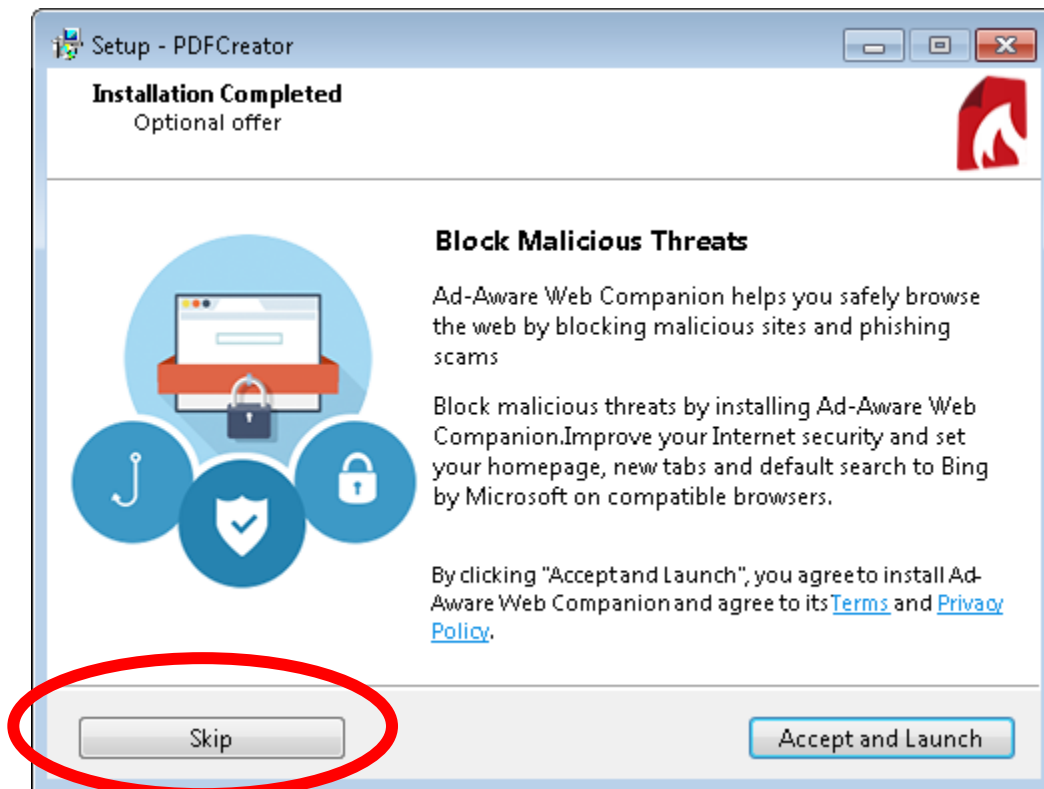 Setup - PDFCreator
Installation Completed
Optional offer
Block Malicious Threats
Ad-Aware Web Companion helps you safely browse
the web by blocking malicious sites and phishing
scams
Block malicious threats by installing Ad-Aware Web
Companion.Improve your Internet security and set
your homepage, new tabs and default search to Bing
by Microsoft on compatible browsers.
By clicking "Accept and Launch", you agree to install Ad-
Aware Web Companion and agree to its Terms and Privacy
Policy.
Skip
Accept and Launch